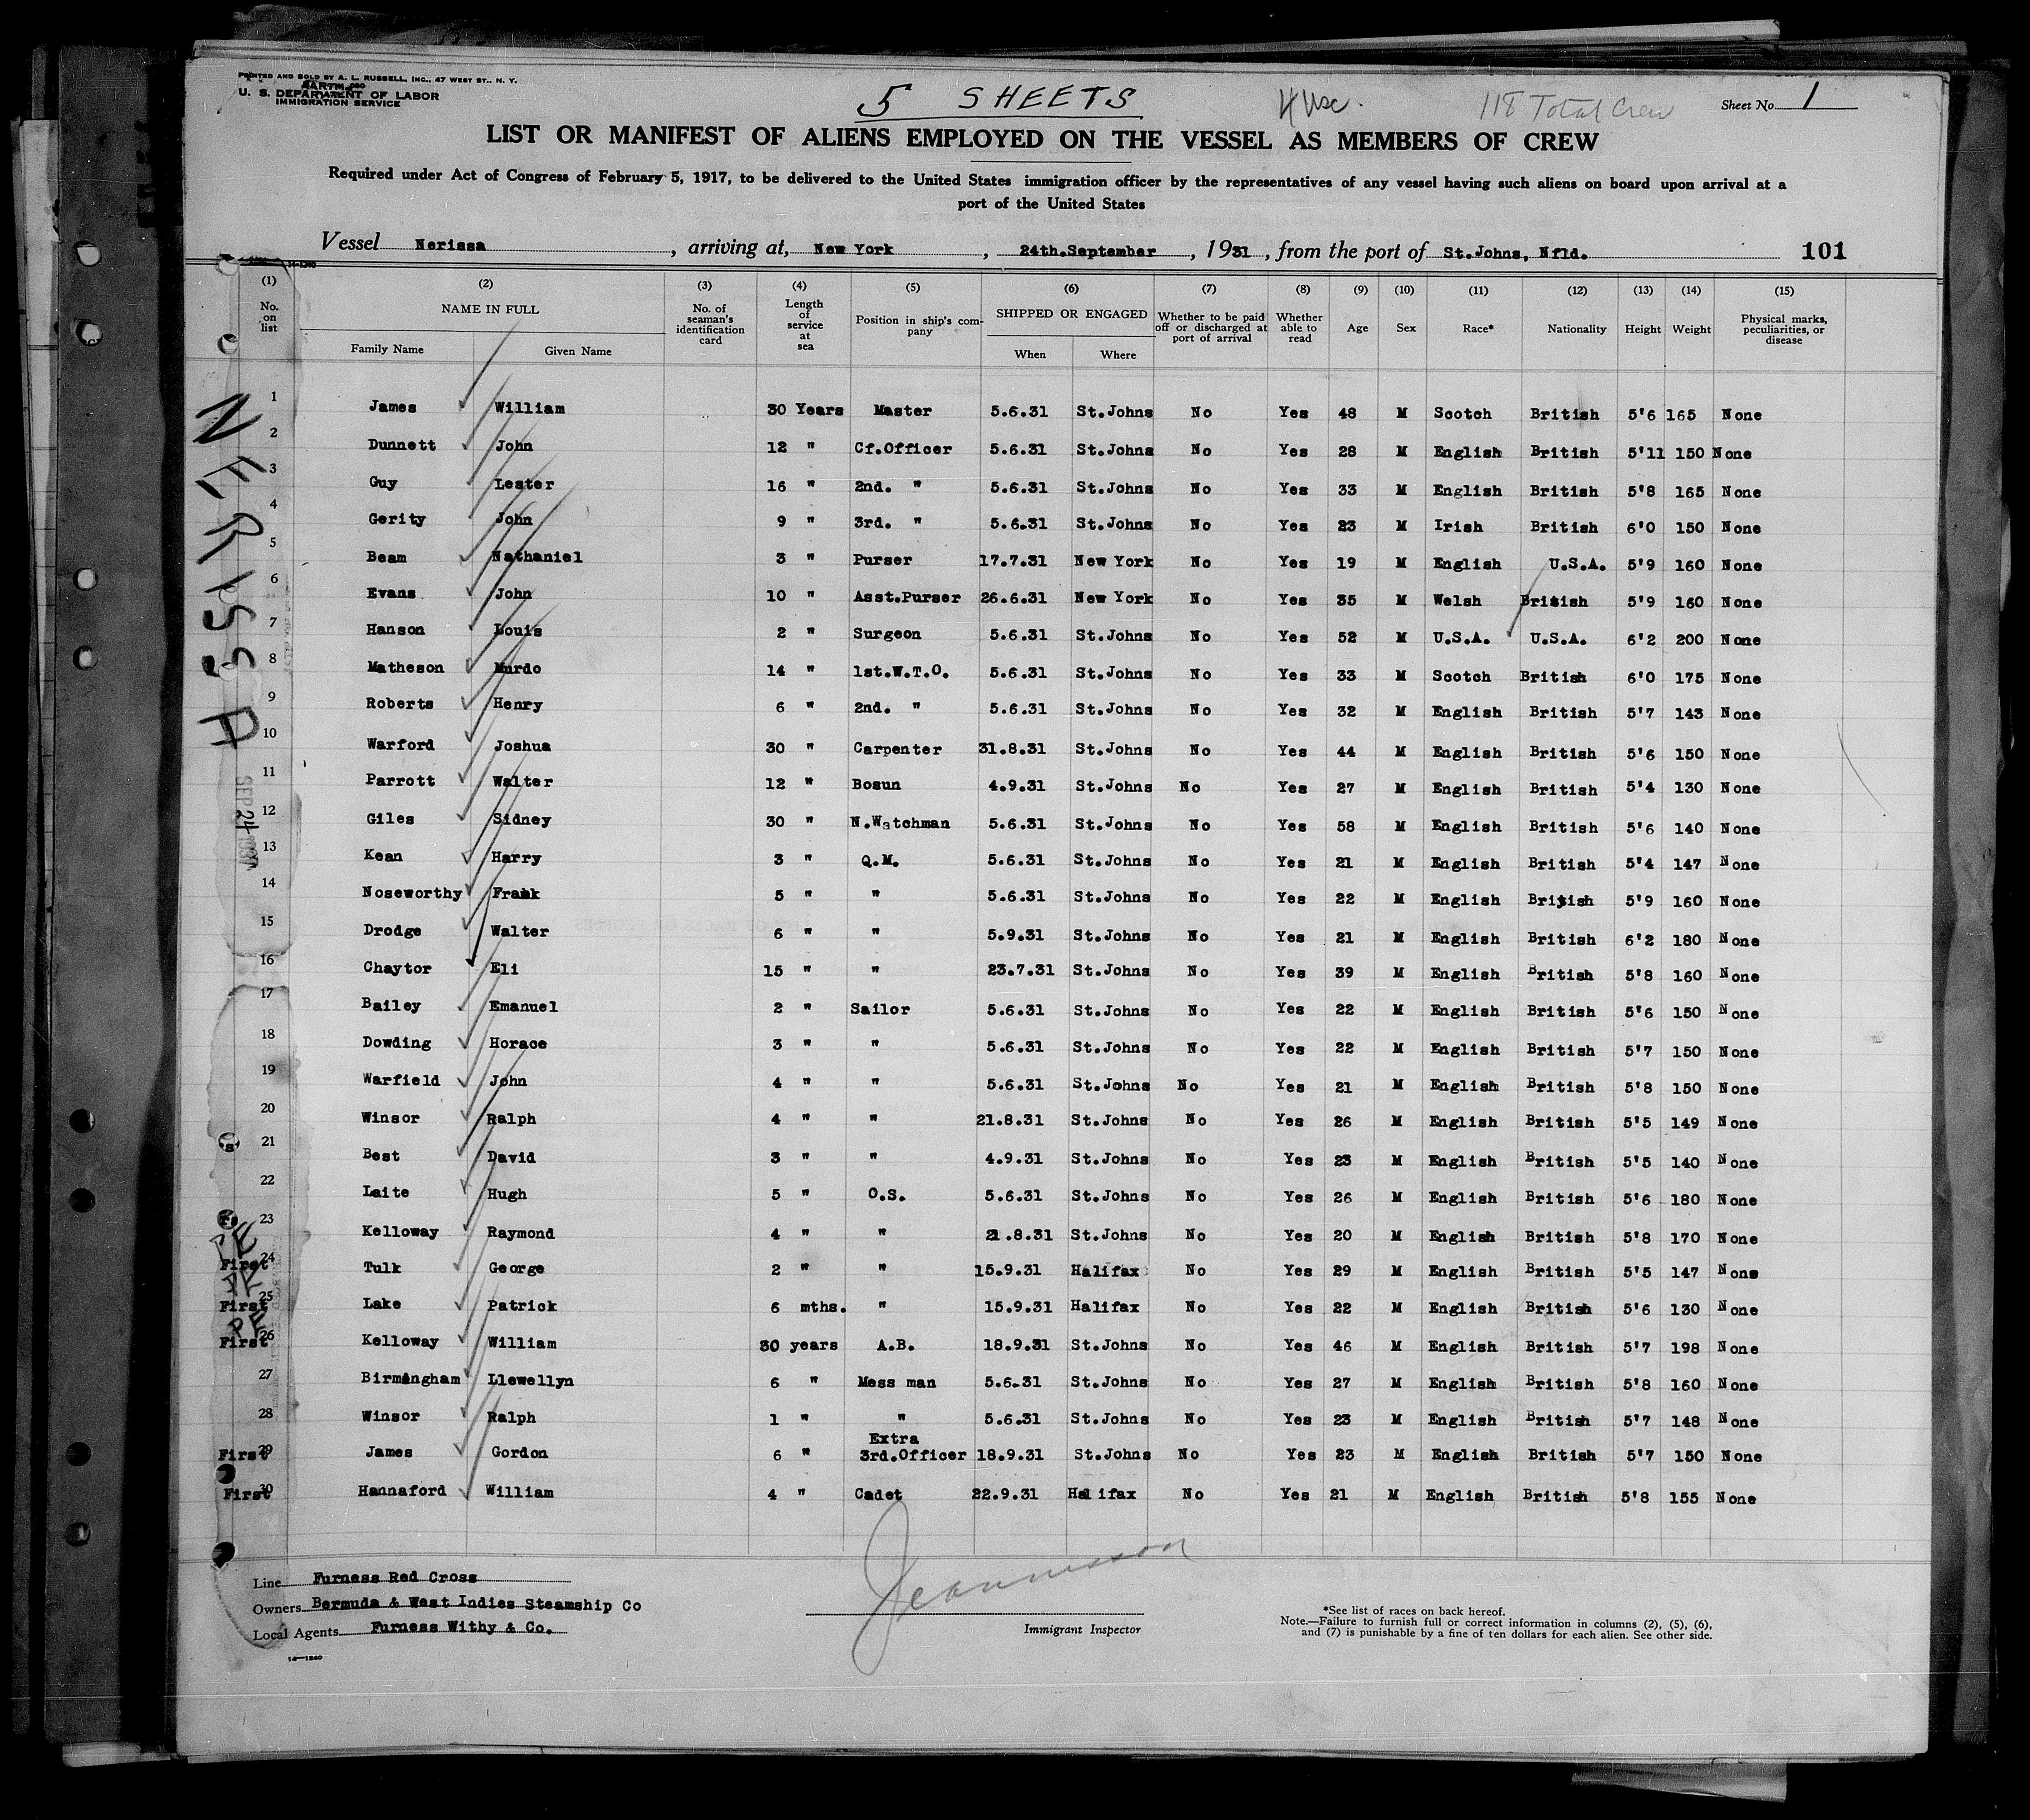 PRINTED AND SOLD BY A. L. RUSSELL, INC., 47 WEST ST., N. Y.
U. S. DEPARTMENT OF LABOR
IMMIGRATION SERVICE
5 SHEETS
118 Total Crew
Sheet No. 1
LIST OR MANIFEST OF ALIENS EMPLOYED ON THE VESSEL AS MEMBERS OF CREW
Required under Act of Congress of February 5, 1917, to be delivered to the United States immigration officer by the representatives of any vessel having such aliens on board upon arrival at a
port of the United States
Vessel Nerissa, arriving at, New York, 24th.September, 1931, from the port of St.Johns, Nfld. 101
(1) No. on list (2) NAME IN FULL Family Name Given Name (3) No. of seaman's identification card (4) Length of service at sea (5) Position in ship's company (6) SHIPPED OR ENGAGED When Where (7) Whether to be paid off or discharged at port of arrival (8) Whether able to read (9) Age (10) Sex (11) Race* (12) Nationality (13) Height (14) Weight (15) Physical marks, peculiarities, or disease
NERISSA
SEP 24 1931
1 James William 30 Years Master 5.6.31 St.Johns No Yes 48 M Scotch British 5'6 165 None
2 Dunnett John 12 " Cf.Officer 5.6.31 St.Johns No Yes 28 M English British 5'11 150 None
3 Guy Lester 16 " 2nd. " 5.6.31 St.Johns No Yes 33 M English British 5'8 165 None
4 Gerity John 9 " 3rd. " 5.6.31 St.Johns No Yes 23 M Irish British 6'0 150 None
5 Beam Nathaniel 3 " Purser 17.7.31 New York No Yes 19 M English U.S.A. 5'9 160 None
6 Evans John 10 " Asst.Purser 26.6.31 New York No Yes 35 M Welsh British 5'9 160 None
7 Hanson Louis 2 " Surgeon 5.6.31 St.Johns No Yes 52 M U.S.A. U.S.A. 6'2 200 None
8 Matheson Murdo 14 " 1st.W.T.O. 5.6.31 St.Johns No Yes 33 M Scotch British 6'0 175 None
9 Roberts Henry 6 " 2nd. " 5.6.31 St.Johns No Yes 32 M English British 5'7 143 None
10 Warford Joshua 30 " Carpenter 31.8.31 St.Johns No Yes 44 M English British 5'6 150 None
11 Parrott Walter 12 " Bosun 4.9.31 St.Johns No Yes 27 M English British 5'4 130 None
12 Giles Sidney 30 " N.Watchman 5.6.31 St.Johns No Yes 58 M English British 5'6 140 None
13 Kean Harry 3 " Q.M. 5.6.31 St.Johns No Yes 21 M English British 5'4 147 None
14 Noseworthy Frank 5 " " 5.6.31 St.Johns No Yes 22 M English British 5'9 160 None
15 Drodge Walter 6 " " 5.9.31 St.Johns No Yes 21 M English British 6'2 180 None
16 Chaytor Eli 15 " " 23.7.31 St.Johns No Yes 39 M English British 5'8 160 None
17 Bailey Emanuel 2 " Sailor 5.6.31 St.Johns No Yes 22 M English British 5'6 150 None
18 Dowding Horace 3 " " 5.6.31 St.Johns No Yes 22 M English British 5'7 150 None
19 Warfield John 4 " " 5.6.31 St.Johns No Yes 21 M English British 5'8 150 None
20 Winsor Ralph 4 " " 21.8.31 St.Johns No Yes 26 M English British 5'5 149 None
21 Best David 3 " " 4.9.31 St.Johns No Yes 23 M English British 5'5 140 None
22 Laite Hugh 5 " O.S. 5.6.31 St.Johns No Yes 26 M English British 5'6 180 None
23 Kelloway Raymond 4 " " 21.8.31 St.Johns No Yes 20 M English British 5'8 170 None
First 24 Tulk George 2 " " 15.9.31 Halifax No Yes 29 M English British 5'5 147 None
First 25 Lake Patrick 6 mths. " 15.9.31 Halifax No Yes 22 M English British 5'6 130 None
First 26 Kelloway William 30 years A.B. 18.9.31 St.Johns No Yes 46 M English British 5'7 198 None
27 Birmingham Llewellyn 6 " Mess man 5.6.31 St.Johns No Yes 27 M English British 5'8 160 None
28 Winsor Ralph 1 " " 5.6.31 St.Johns No Yes 23 M English British 5'7 148 None
First 29 James Gordon 6 " Extra 3rd.Officer 18.9.31 St.Johns No Yes 23 M English British 5'7 150 None
First 30 Hannaford William 4 " Cadet 22.9.31 Halifax No Yes 21 M English British 5'8 155 None
Line Furness Red Cross
Owners Bermuda & West Indies Steamship Co
Local Agents Furness Withy & Co.
Immigrant Inspector
*See list of races on back hereof.
Note.—Failure to furnish full or correct information in columns (2), (5), (6),
and (7) is punishable by a fine of ten dollars for each alien. See other side.
14—1240